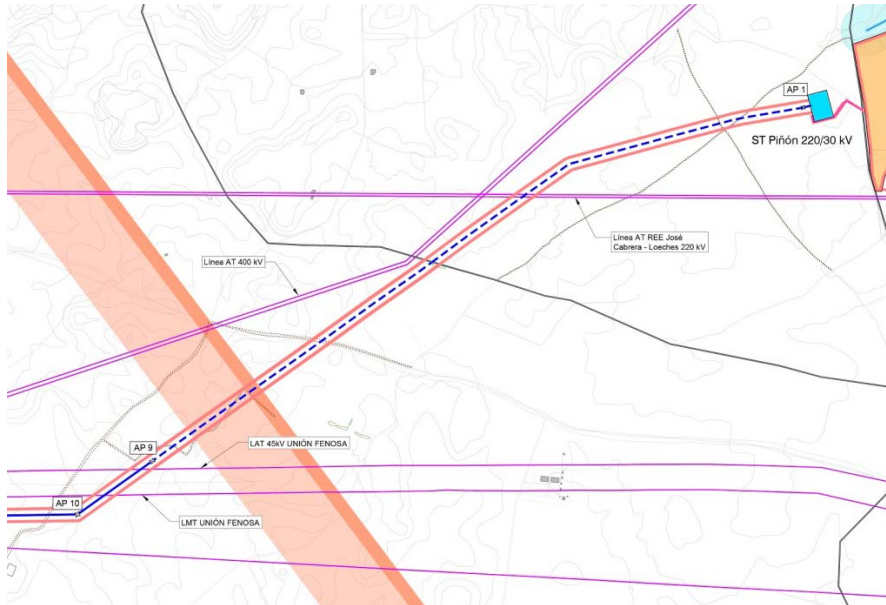 AP 1
ST Piñón 220/30 kV
Línea AT REE José
Cabrera - Loeches 220 kV
Línea AT 400 kV
AP 9
LAT 45kV UNIÓN FENOSA
AP 10
LMT UNIÓN FENOSA